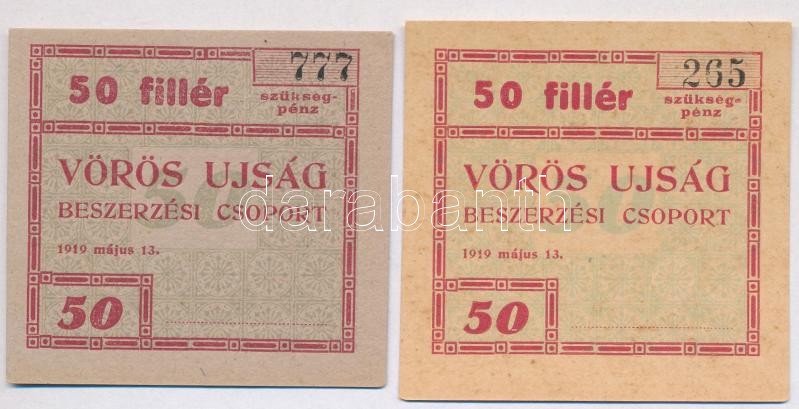 777
50 fillér
szükség-
pénz
VÖRÖS UJSÁG
BESZERZÉSI CSOPORT
1919 május 13.
50
265
50 fillér
szükség-
pénz
VÖRÖS UJSÁG
BESZERZÉSI CSOPORT
1919 május 13.
50
darabanth